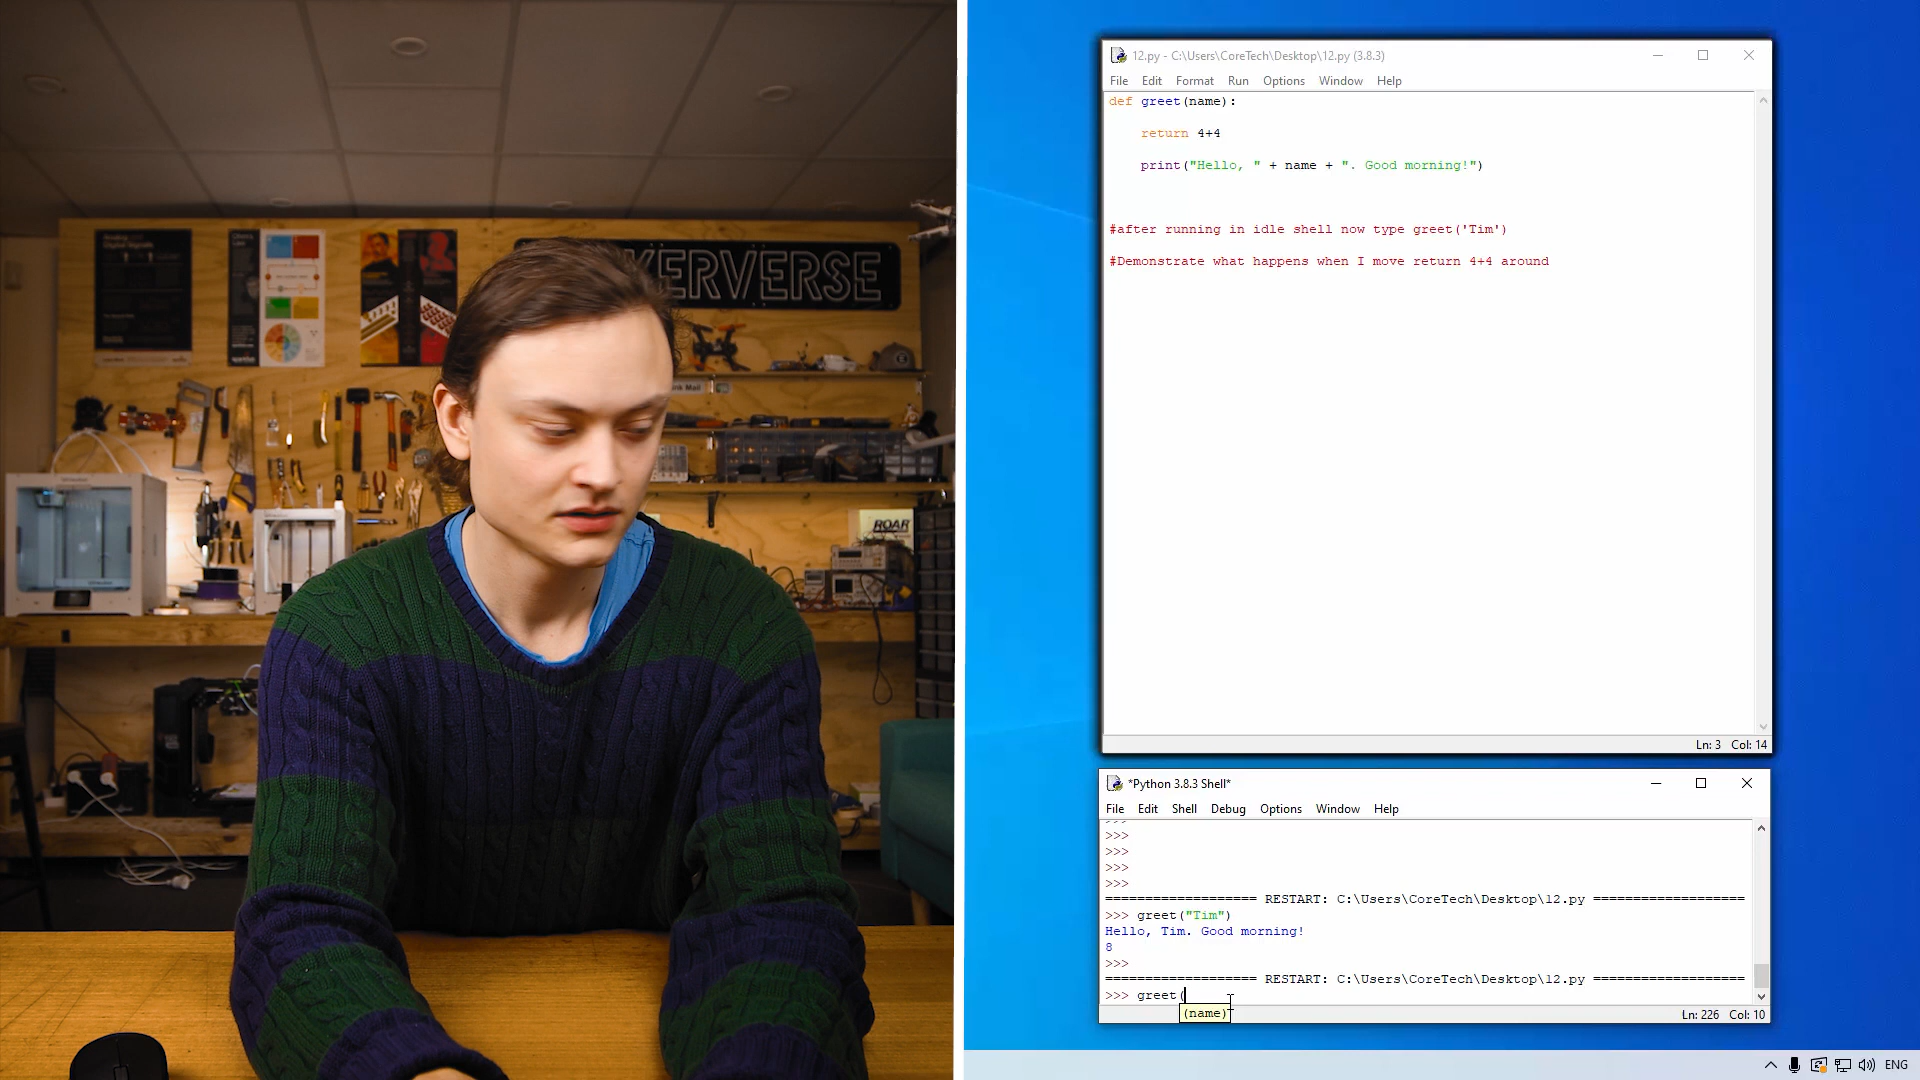 KERVERSE
ROAR
12.py - C:\Users\CoreTech\Desktop\12.py (3.8.3)
File Edit Format Run Options Window Help
def greet(name):
return 4+4
print("Hello, " + name + ". Good morning!")
#after running in idle shell now type greet('Tim')
#Demonstrate what happens when I move return 4+4 around
Ln: 3 Col: 14
*Python 3.8.3 Shell*
File Edit Shell Debug Options Window Help
>>>
>>>
>>>
>>>
=================== RESTART: C:\Users\CoreTech\Desktop\12.py ===================
>>> greet("Tim")
Hello, Tim. Good morning!
8
>>>
=================== RESTART: C:\Users\CoreTech\Desktop\12.py ===================
>>> greet(
(name)
Ln: 226 Col: 10
ENG